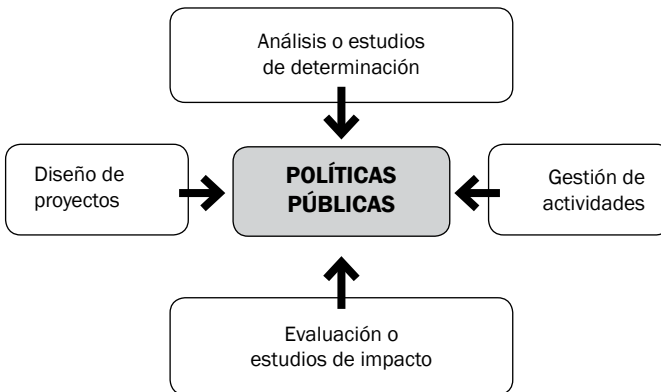 Análisis o estudios
de determinación
Diseño de
proyectos
POLÍTICAS
PÚBLICAS
Gestión de
actividades
Evaluación o
estudios de impacto